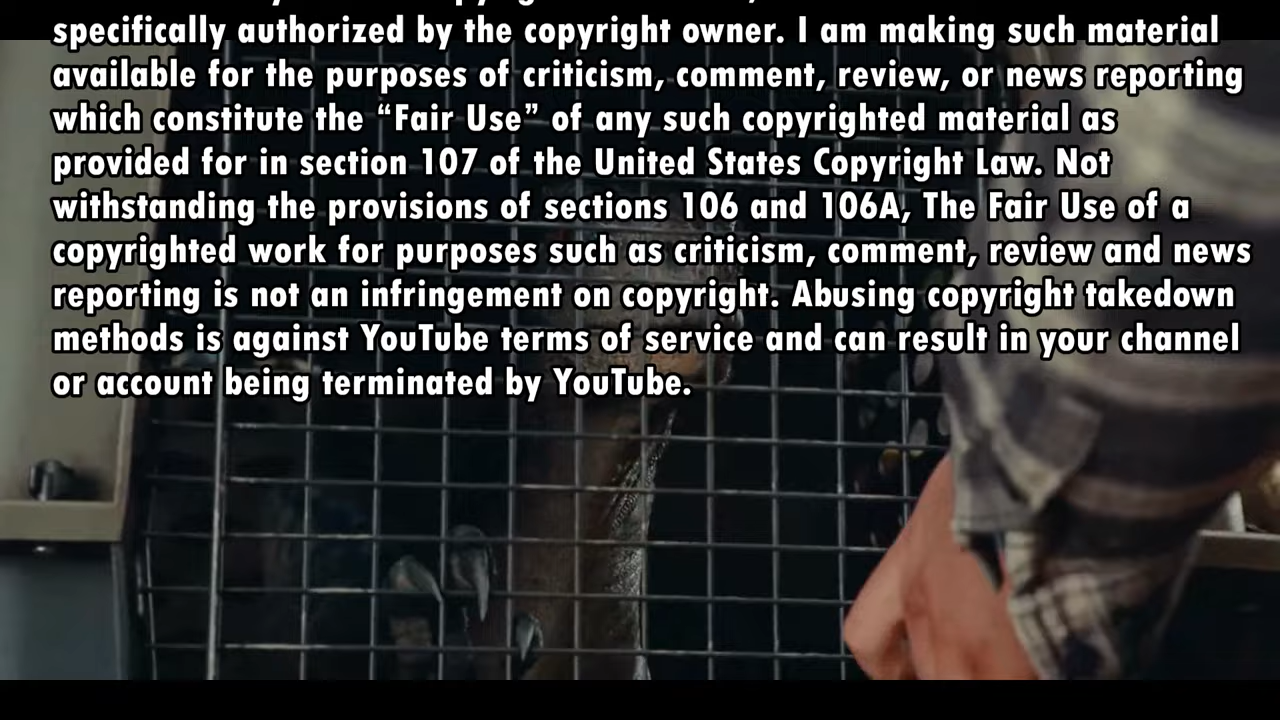 specifically authorized by the copyright owner. I am making such material
available for the purposes of criticism, comment, review, or news reporting
which constitute the “Fair Use” of any such copyrighted material as
provided for in section 107 of the United States Copyright Law. Not
withstanding the provisions of sections 106 and 106A, The Fair Use of a
copyrighted work for purposes such as criticism, comment, review and news
reporting is not an infringement on copyright. Abusing copyright takedown
methods is against YouTube terms of service and can result in your channel
or account being terminated by YouTube.